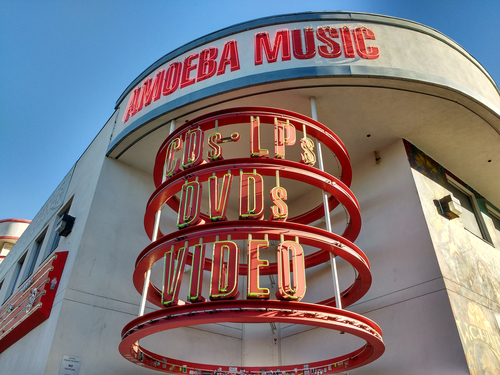 AMOEBA MUSIC
CDs · LPs
DVDs
VIDEO